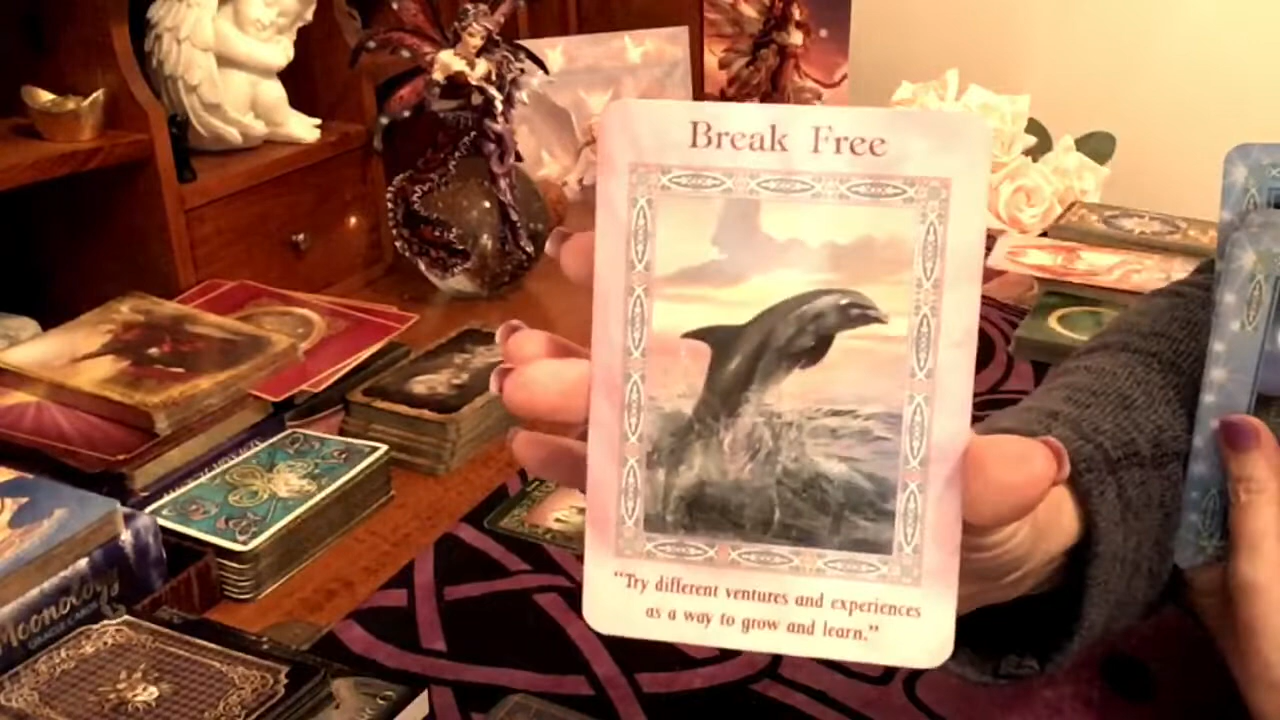 Break Free
"Try different ventures and experiences
as a way to grow and learn."
Moonology
ORACLE CARDS